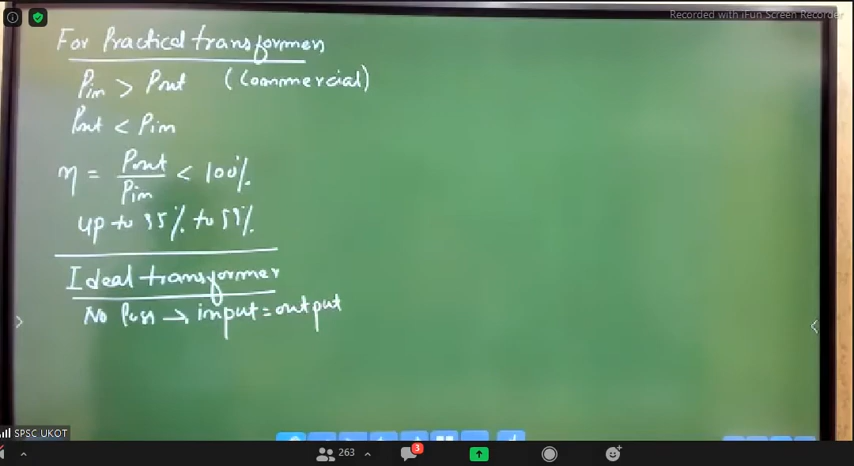 Recorded with iFun Screen Recorder
For Practical transformer
Pin > Pout (Commercial)
Pout < Pin
η = Pout/Pin < 100%
up to 95% to 99%
Ideal transformer
No loss → input = output
SPSC UKOT
263
3